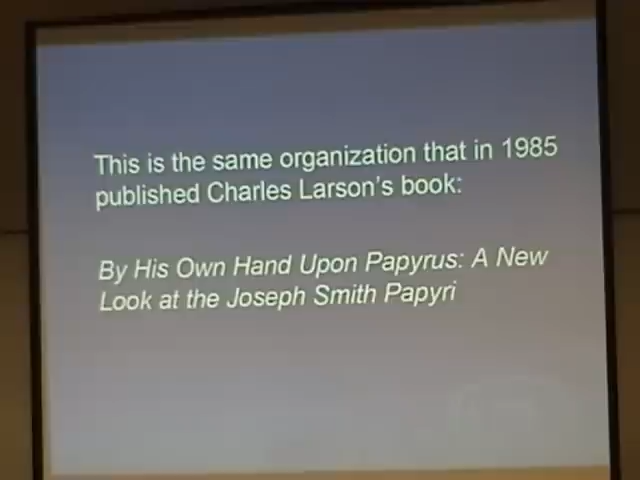 This is the same organization that in 1985
published Charles Larson's book:
By His Own Hand Upon Papyrus: A New
Look at the Joseph Smith Papyri